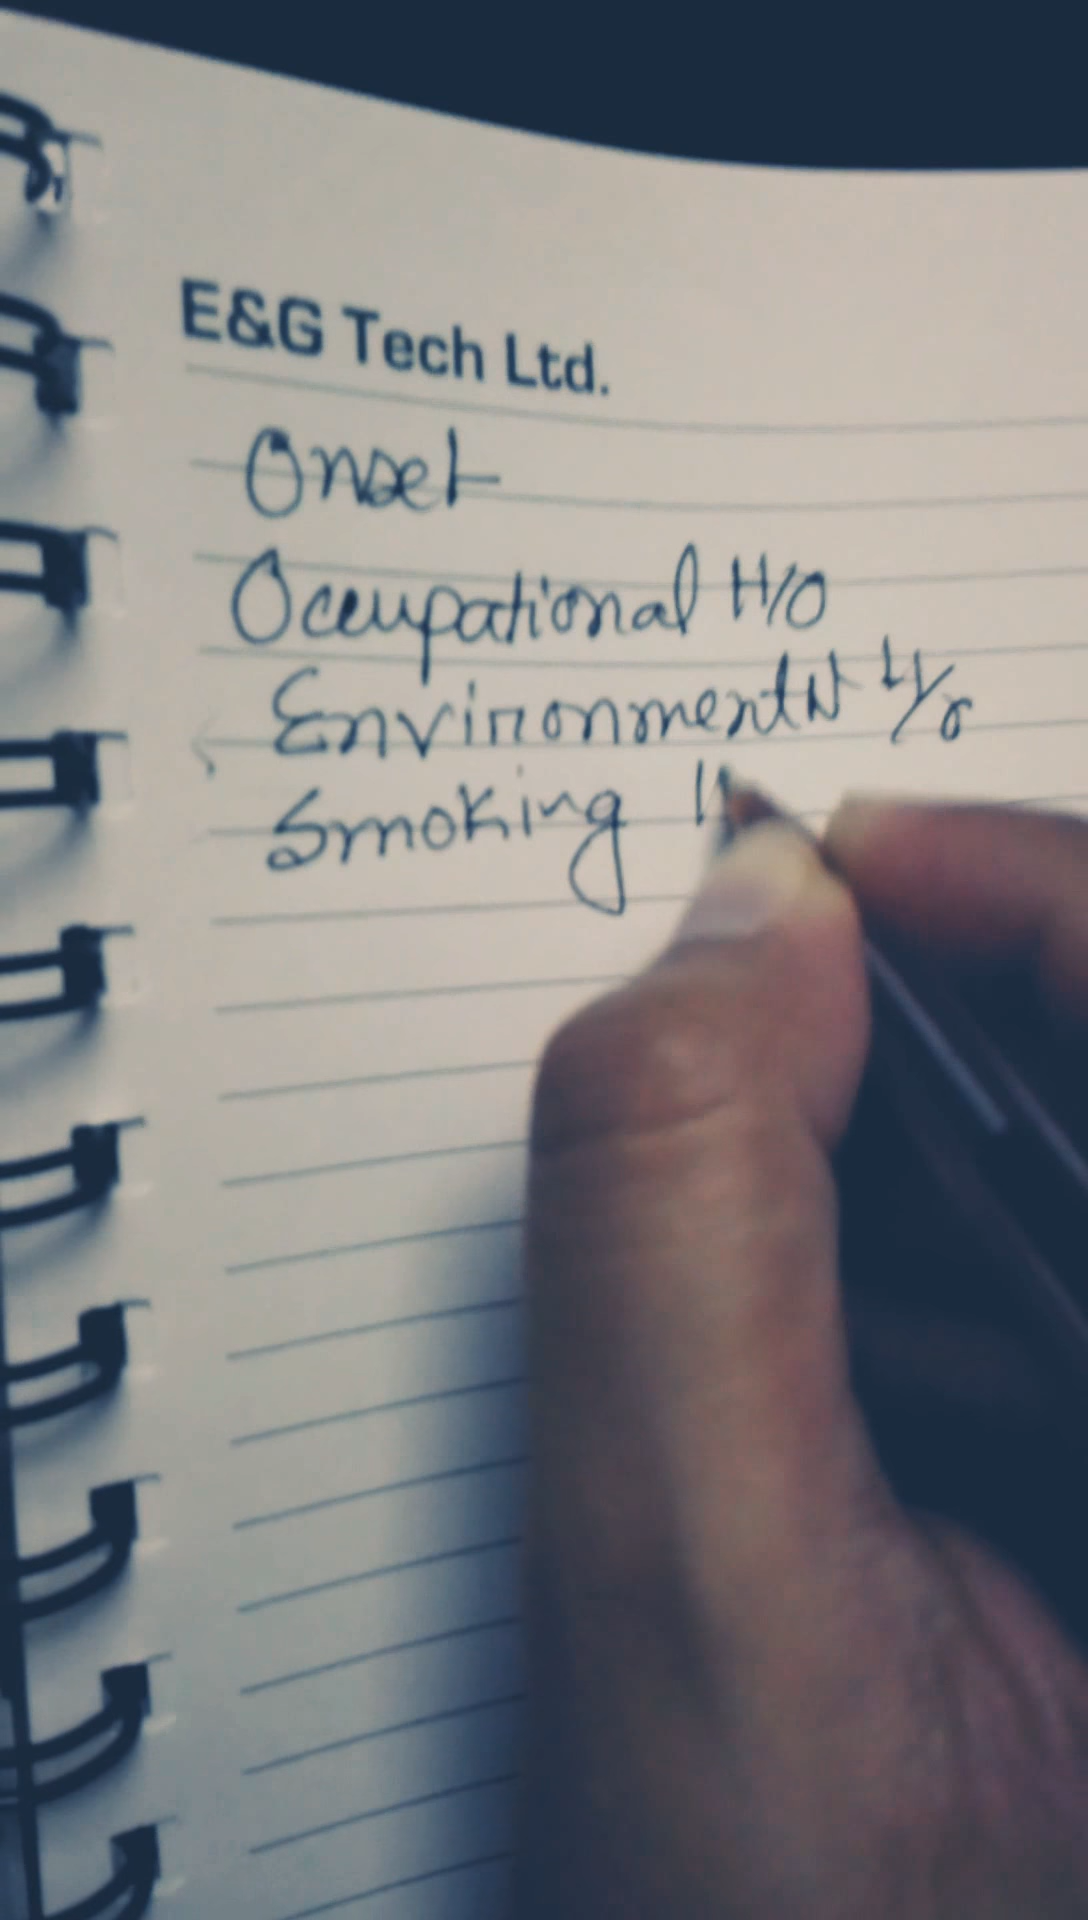 E&G Tech Ltd.
Onset
Occupational H/O
Environmental H/O
Smoking